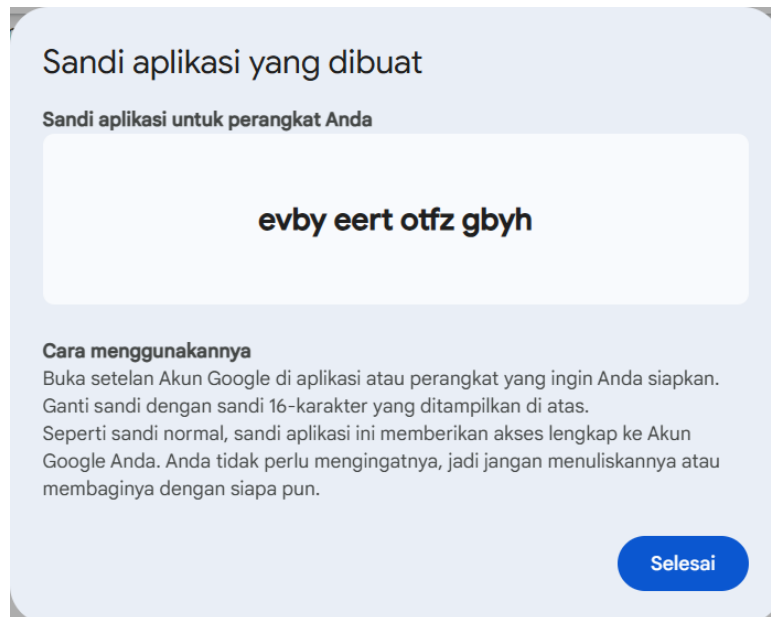 Sandi aplikasi yang dibuat
Sandi aplikasi untuk perangkat Anda
evby eert otfz gbyh
Cara menggunakannya
Buka setelan Akun Google di aplikasi atau perangkat yang ingin Anda siapkan.
Ganti sandi dengan sandi 16-karakter yang ditampilkan di atas.
Seperti sandi normal, sandi aplikasi ini memberikan akses lengkap ke Akun
Google Anda. Anda tidak perlu mengingatnya, jadi jangan menuliskannya atau
membaginya dengan siapa pun.
Selesai